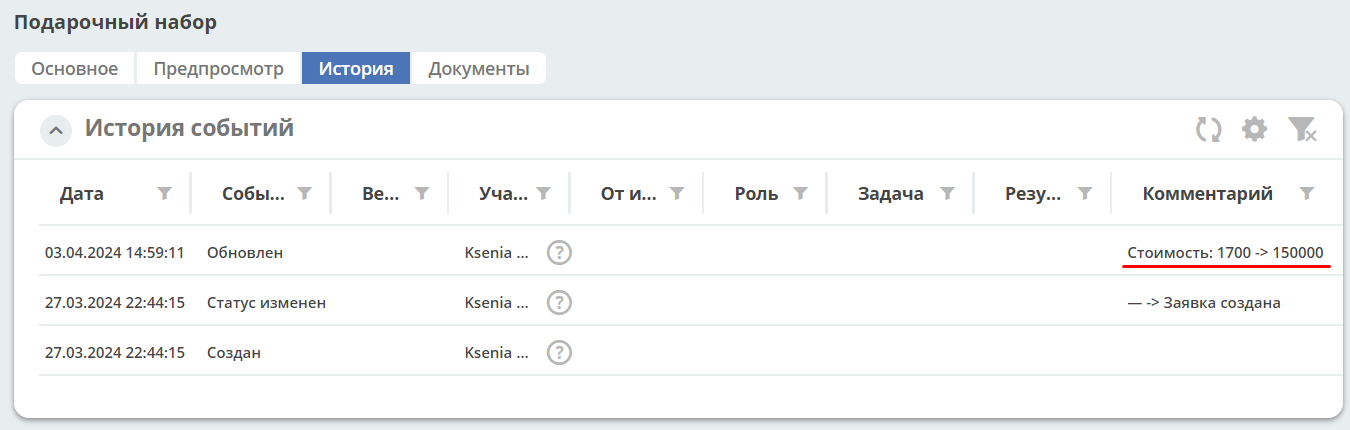 Подарочный набор
Основное Предпросмотр История Документы
История событий
Дата Собы... Ве... Уча... От и... Роль Задача Резу... Комментарий
03.04.2024 14:59:11 Обновлен Ksenia ... ? Стоимость: 1700 -> 150000
27.03.2024 22:44:15 Статус изменен Ksenia ... ? — -> Заявка создана
27.03.2024 22:44:15 Создан Ksenia ... ?